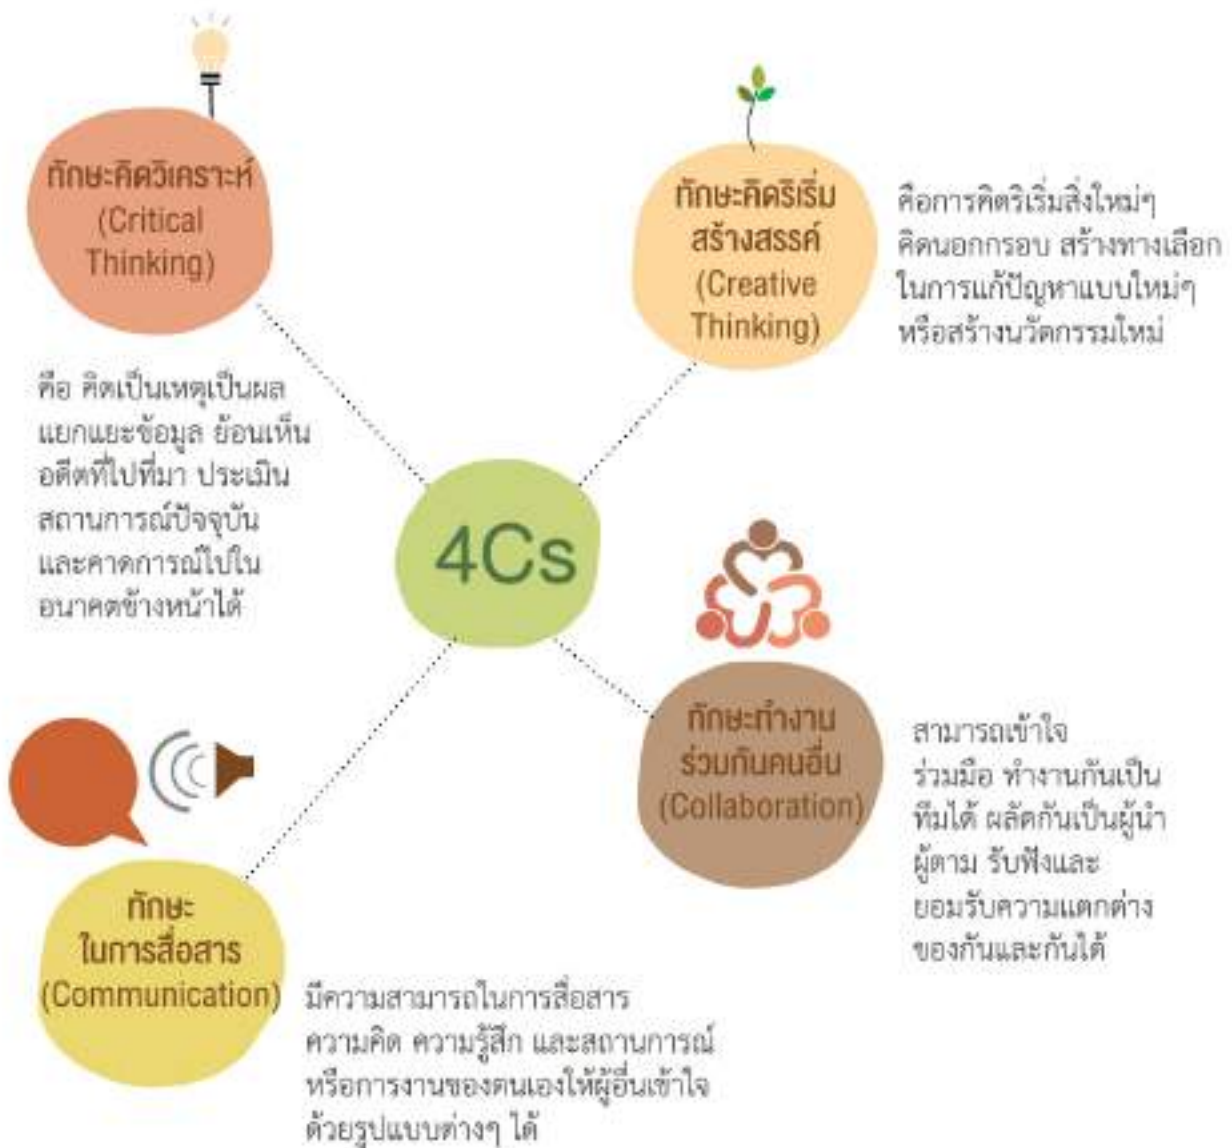 ทักษะคิดวิเคราะห์
(Critical
Thinking)
คือ คิดเป็นเหตุเป็นผล
แยกแยะข้อมูล ย้อนเห็น
อดีตที่ไปที่มา ประเมิน
สถานการณ์ปัจจุบัน
และคาดการณ์ไปใน
อนาคตข้างหน้าได้
ทักษะคิดริเริ่ม
สร้างสรรค์
(Creative
Thinking)
คือการคิดริเริ่มสิ่งใหม่ๆ
คิดนอกกรอบ สร้างทางเลือก
ในการแก้ปัญหาแบบใหม่ๆ
หรือสร้างนวัตกรรมใหม่
4Cs
ทักษะทำงาน
ร่วมกันคนอื่น
(Collaboration)
สามารถเข้าใจ
ร่วมมือ ทำงานกันเป็น
ทีมได้ ผลัดกันเป็นผู้นำ
ผู้ตาม รับฟังและ
ยอมรับความแตกต่าง
ของกันและกันได้
ทักษะ
ในการสื่อสาร
(Communication)
มีความสามารถในการสื่อสาร
ความคิด ความรู้สึก และสถานการณ์
หรือการงานของตนเองให้ผู้อื่นเข้าใจ
ด้วยรูปแบบต่างๆ ได้